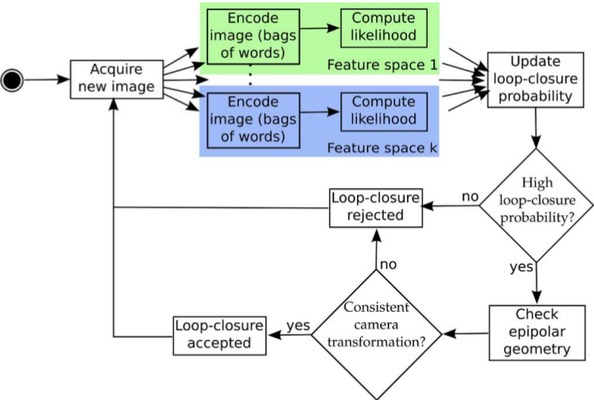 Acquire
new image
Encode
image (bags
of words)
Compute
likelihood
Feature space 1
Encode
image (bags
of words)
Compute
likelihood
Feature space k
Update
loop-closure
probability
High
loop-closure
probability?
no
yes
Loop-closure
rejected
Check
epipolar
geometry
Consistent
camera
transformation?
no
yes
Loop-closure
accepted